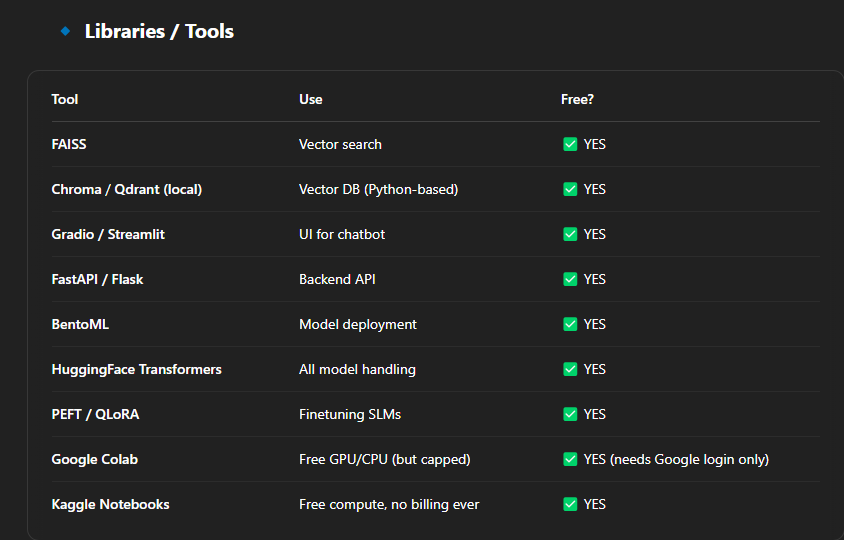 🔹 Libraries / Tools
Tool Use Free?
FAISS Vector search ✅ YES
Chroma / Qdrant (local) Vector DB (Python-based) ✅ YES
Gradio / Streamlit UI for chatbot ✅ YES
FastAPI / Flask Backend API ✅ YES
BentoML Model deployment ✅ YES
HuggingFace Transformers All model handling ✅ YES
PEFT / QLoRA Finetuning SLMs ✅ YES
Google Colab Free GPU/CPU (but capped) ✅ YES (needs Google login only)
Kaggle Notebooks Free compute, no billing ever ✅ YES